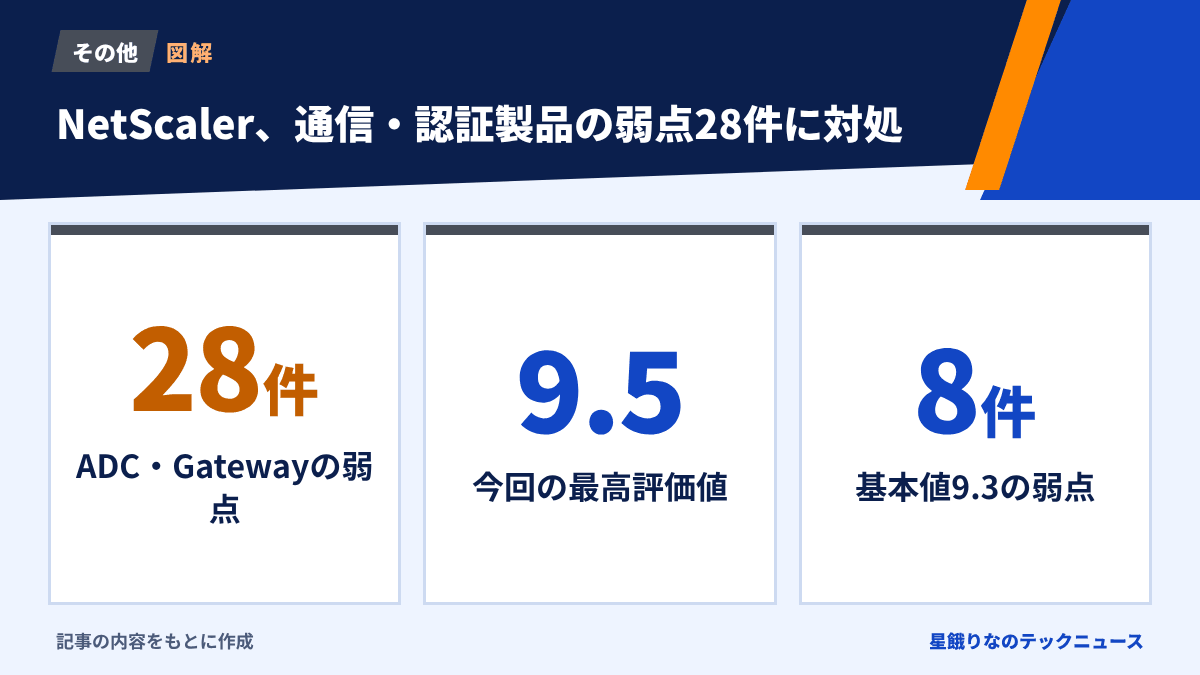 その他 図解
NetScaler、通信・認証製品の弱点28件に対処
28件
ADC・Gatewayの弱
点
9.5
今回の最高評価値
8件
基本値9.3の弱点
記事の内容をもとに作成
星餓りなのテックニュース